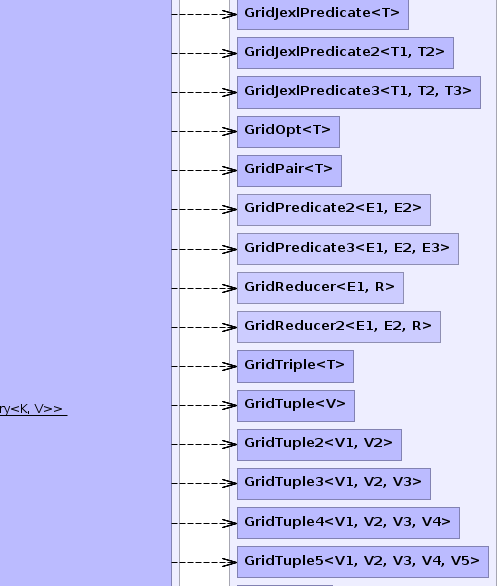 GridJexlPredicate<T>
GridJexlPredicate2<T1, T2>
GridJexlPredicate3<T1, T2, T3>
GridOpt<T>
GridPair<T>
GridPredicate2<E1, E2>
GridPredicate3<E1, E2, E3>
GridReducer<E1, R>
GridReducer2<E1, E2, R>
GridTriple<T>
GridTuple<V>
ry<K, V>>
GridTuple2<V1, V2>
GridTuple3<V1, V2, V3>
GridTuple4<V1, V2, V3, V4>
GridTuple5<V1, V2, V3, V4, V5>